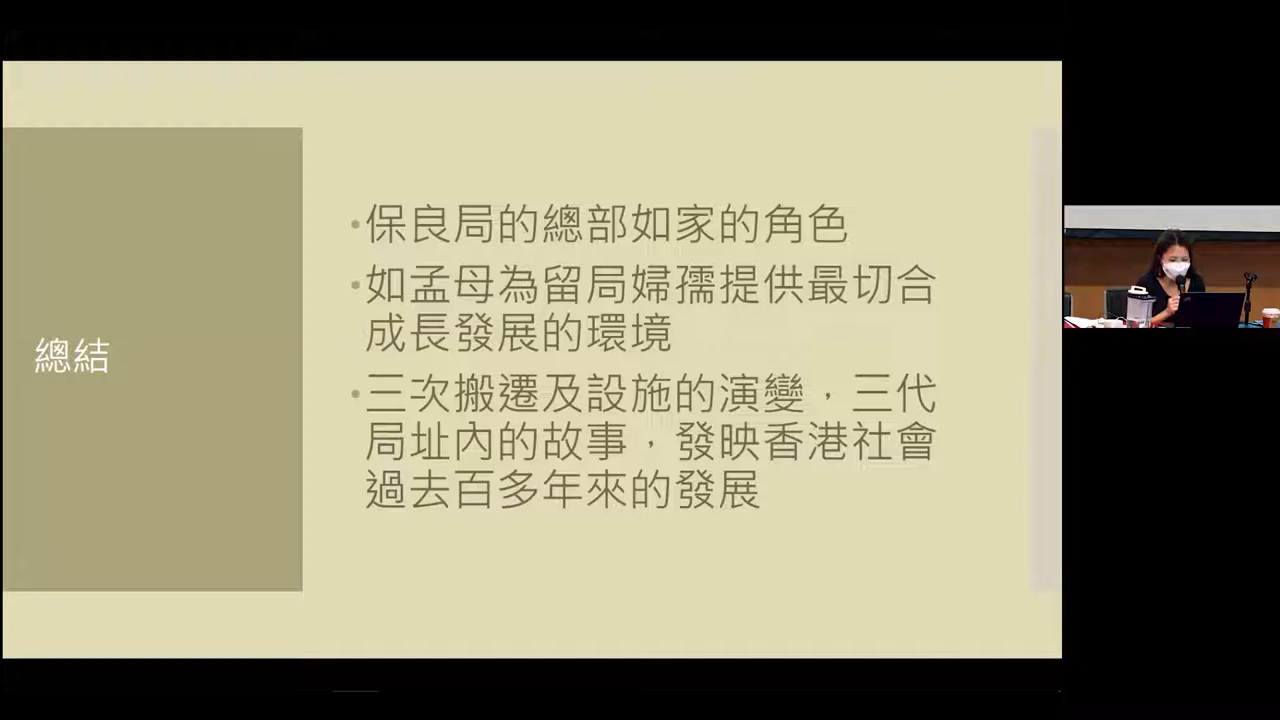 總結
•保良局的總部如家的角色
•如孟母為留局婦孺提供最切合
成長發展的環境
•三次搬遷及設施的演變，三代
局址內的故事，發映香港社會
過去百多年來的發展